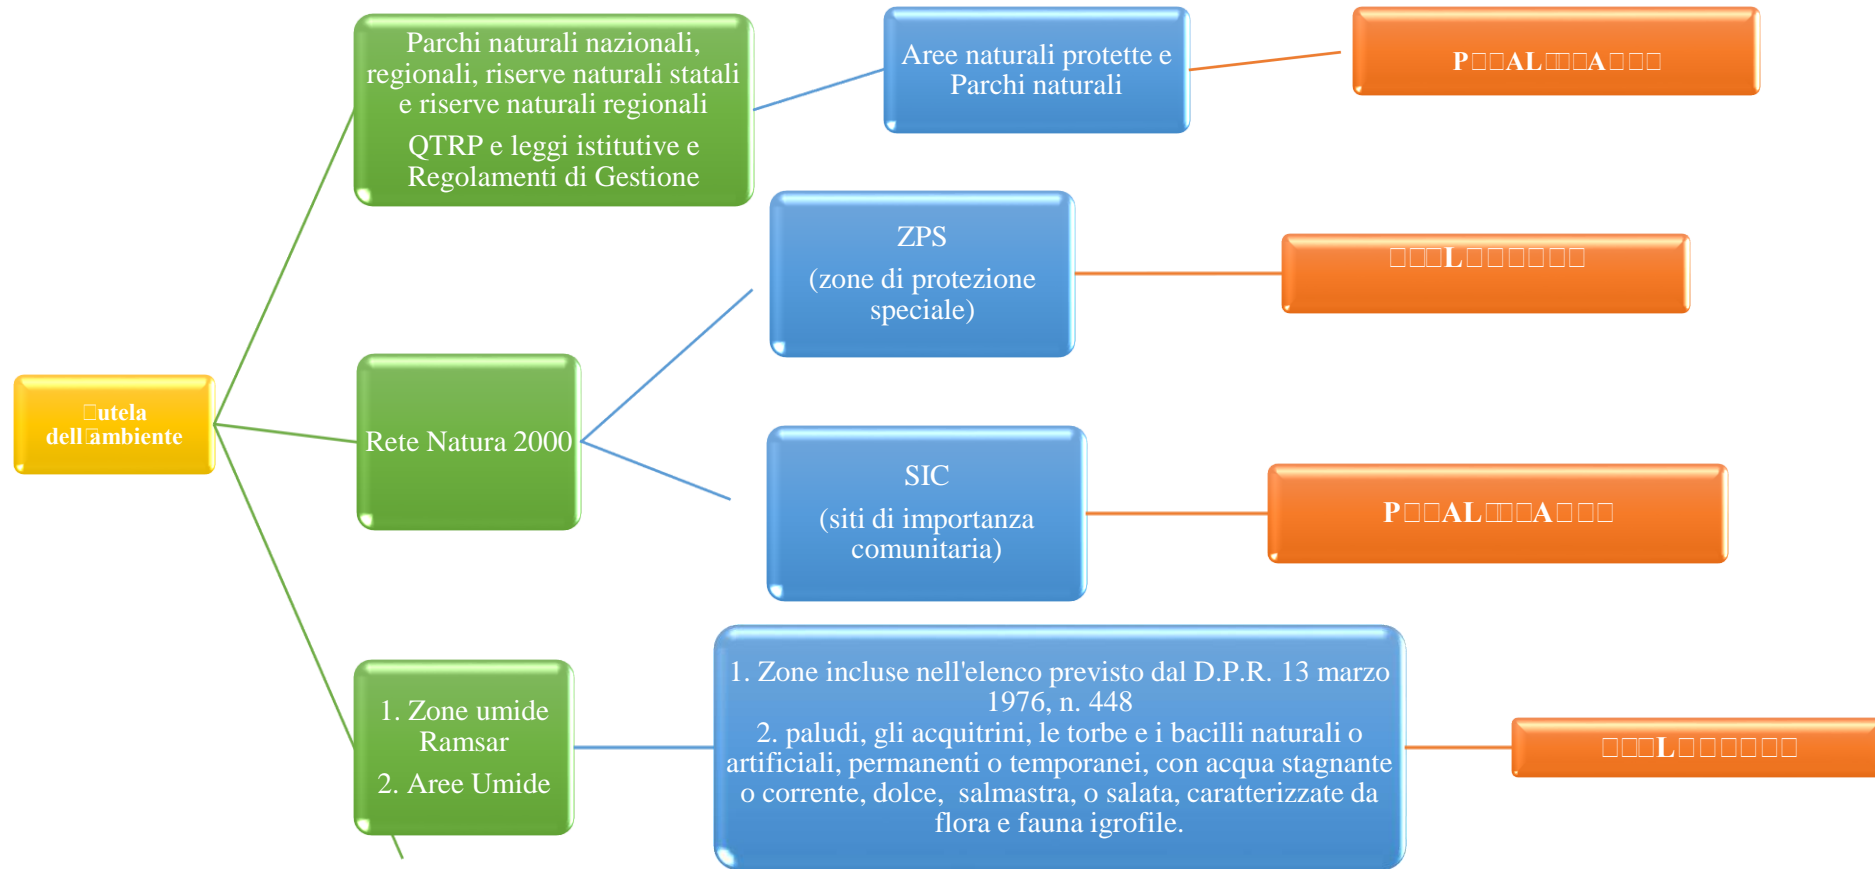 Parchi naturali nazionali,
regionali, riserve naturali statali
e riserve naturali regionali
QTRP e leggi istitutive e
Regolamenti di Gestione
Aree naturali protette e
Parchi naturali
ZPS
(zone di protezione
speciale)
Rete Natura 2000
SIC
(siti di importanza
comunitaria)
1. Zone umide
Ramsar
2. Aree Umide
1. Zone incluse nell'elenco previsto dal D.P.R. 13 marzo
1976, n. 448
2. paludi, gli acquitrini, le torbe e i bacilli naturali o
artificiali, permanenti o temporanei, con acqua stagnante
o corrente, dolce, salmastra, o salata, caratterizzate da
flora e fauna igrofile.